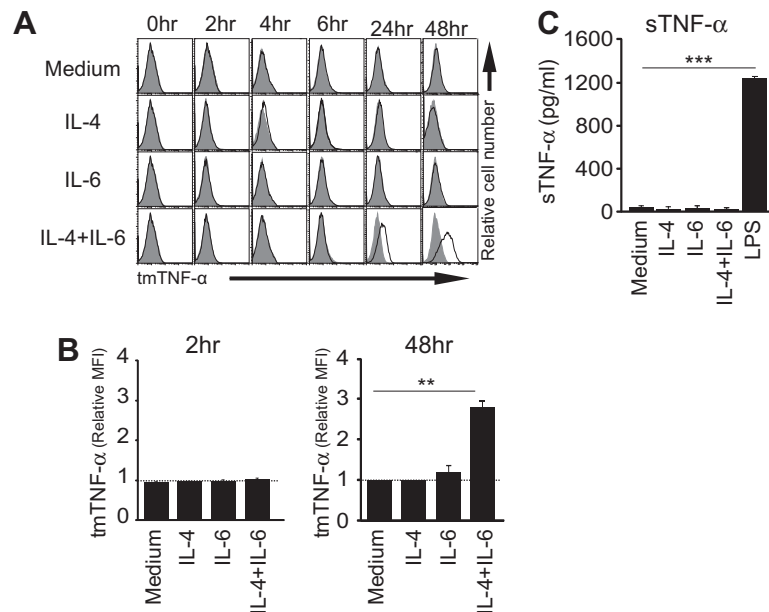 A
0hr 2hr 4hr 6hr 24hr 48hr
Medium
IL-4
IL-6
IL-4+IL-6
Relative cell number
tmTNF-α
B
2hr
tmTNF-α (Relative MFI)
4
3
2
1
0
Medium
IL-4
IL-6
IL-4+IL-6
48hr
tmTNF-α (Relative MFI)
4
3
2
1
0
**
Medium
IL-4
IL-6
IL-4+IL-6
C
sTNF-α
sTNF-α (pg/ml)
1600
1200
800
400
0
***
Medium
IL-4
IL-6
IL-4+IL-6
LPS